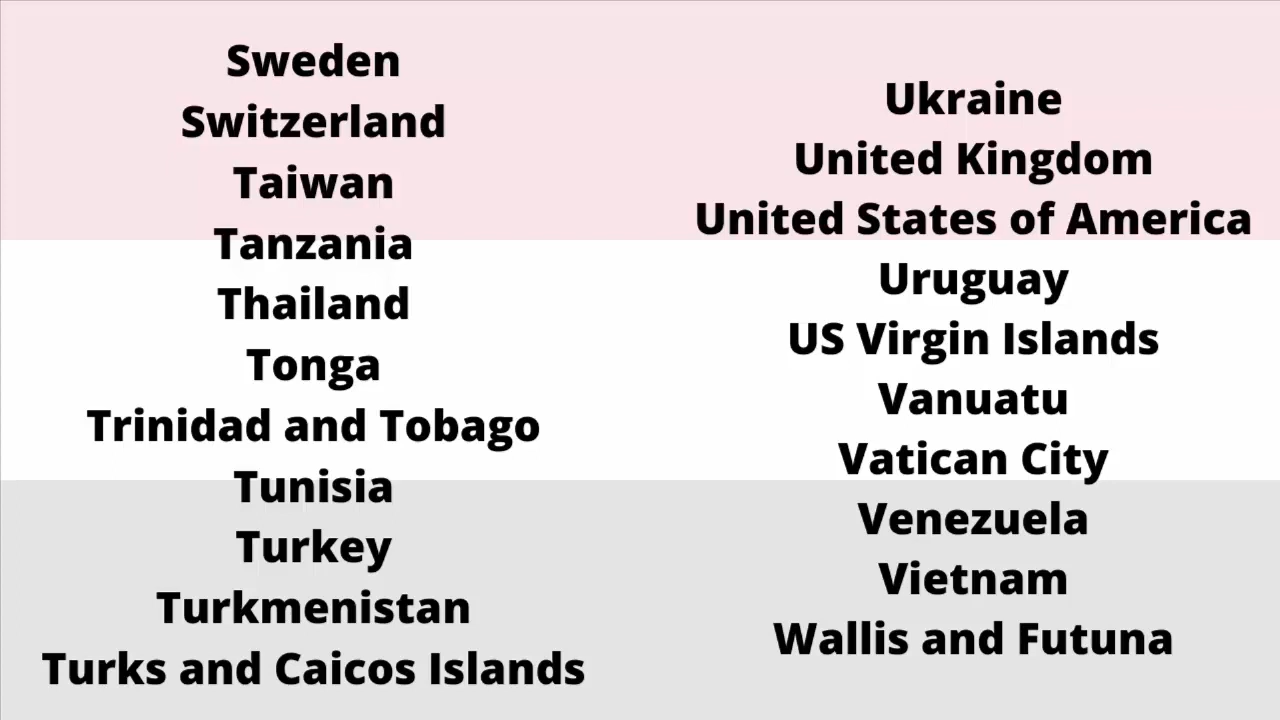 Sweden
Switzerland
Taiwan
Tanzania
Thailand
Tonga
Trinidad and Tobago
Tunisia
Turkey
Turkmenistan
Turks and Caicos Islands
Ukraine
United Kingdom
United States of America
Uruguay
US Virgin Islands
Vanuatu
Vatican City
Venezuela
Vietnam
Wallis and Futuna